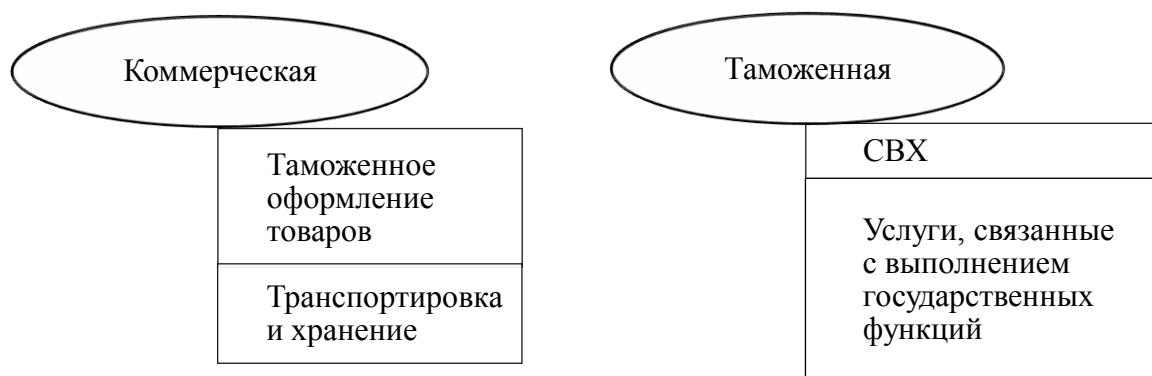 Коммерческая
Таможенное
оформление
товаров
Транспортировка
и хранение
Таможенная
СВХ
Услуги, связанные
с выполнением
государственных
функций